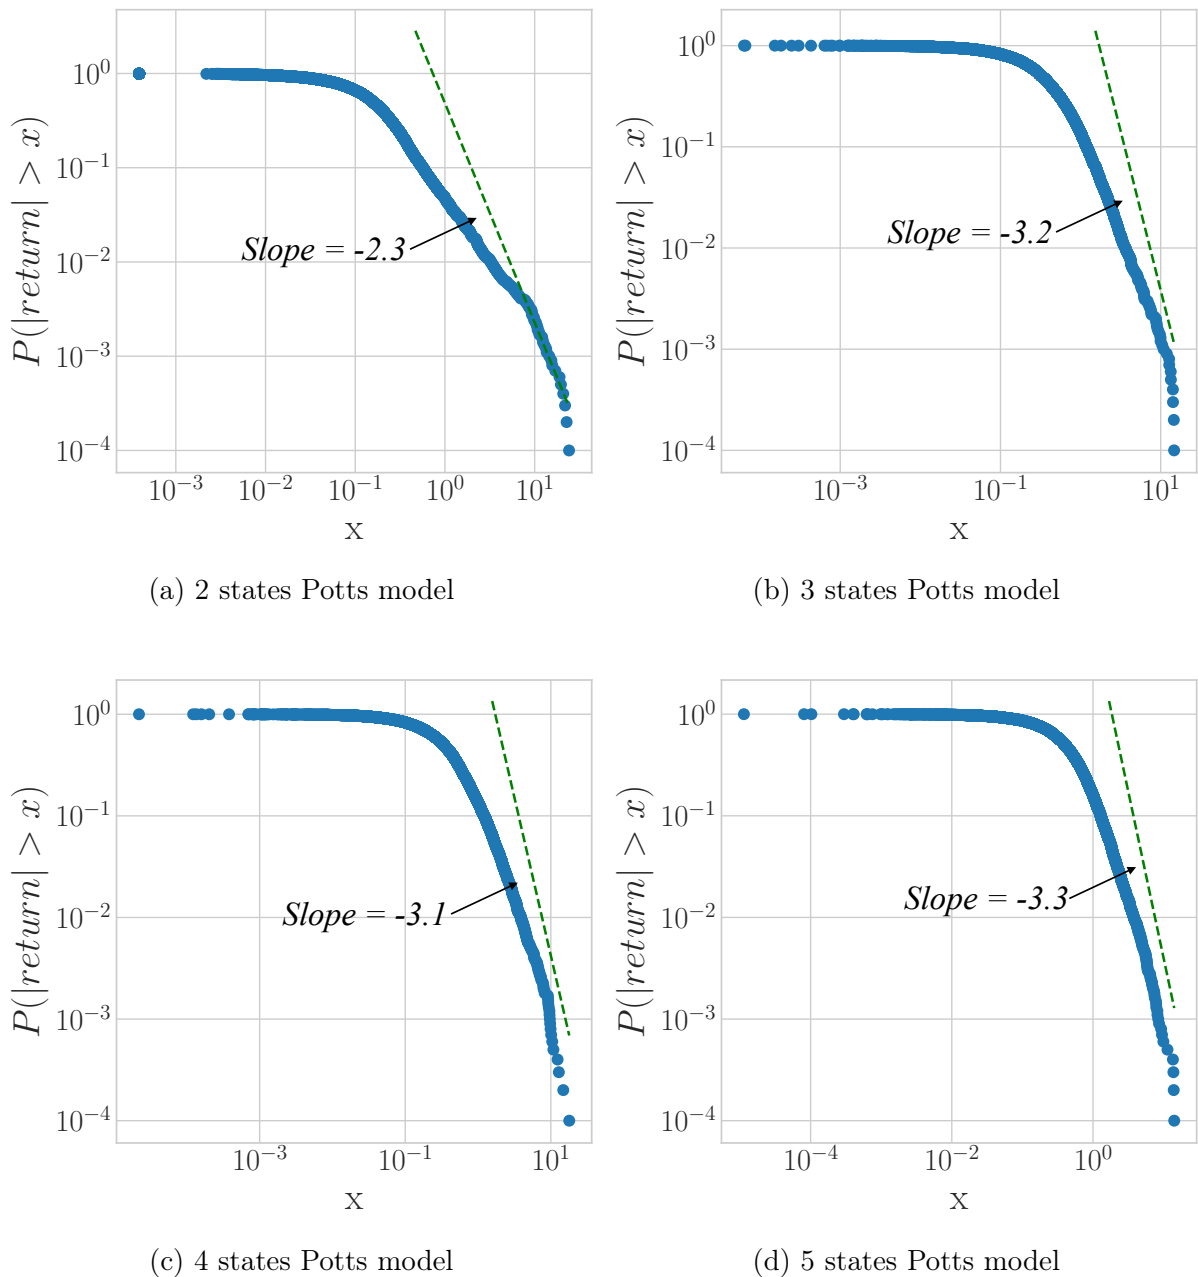 P(|return| > x)
10^0
10^{-1}
10^{-2}
10^{-3}
10^{-4}
Slope = -2.3
10^{-3} 10^{-2} 10^{-1} 10^0 10^1
x
(a) 2 states Potts model
P(|return| > x)
10^0
10^{-1}
10^{-2}
10^{-3}
10^{-4}
Slope = -3.2
10^{-3} 10^{-1} 10^1
x
(b) 3 states Potts model
P(|return| > x)
10^0
10^{-1}
10^{-2}
10^{-3}
10^{-4}
Slope = -3.1
10^{-3} 10^{-1} 10^1
x
(c) 4 states Potts model
P(|return| > x)
10^0
10^{-1}
10^{-2}
10^{-3}
10^{-4}
Slope = -3.3
10^{-4} 10^{-2} 10^0
x
(d) 5 states Potts model